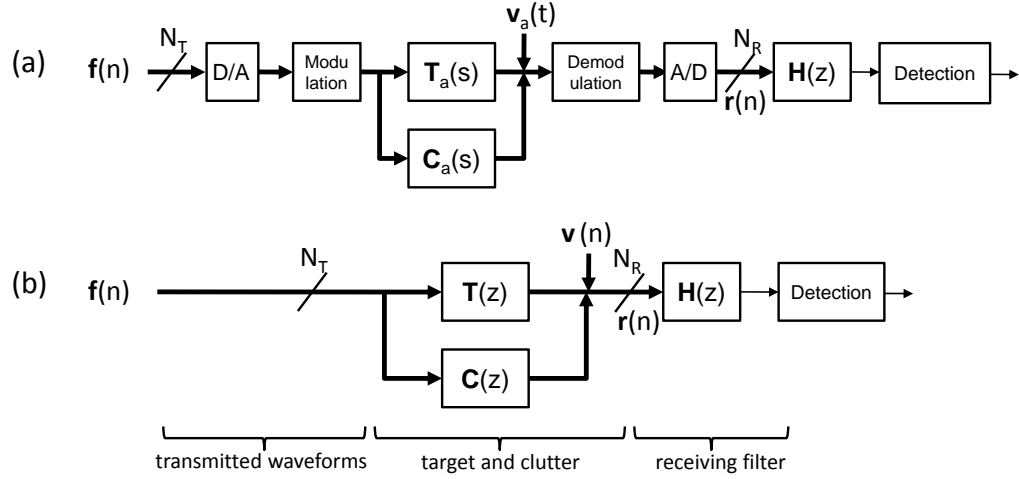 (a)
f(n)
N_T
D/A
Modu
lation
T_a(s)
C_a(s)
v_a(t)
Demod
ulation
A/D
N_R
r(n)
H(z)
Detection
(b)
f(n)
N_T
T(z)
C(z)
v(n)
N_R
r(n)
H(z)
Detection
transmitted waveforms
target and clutter
receiving filter